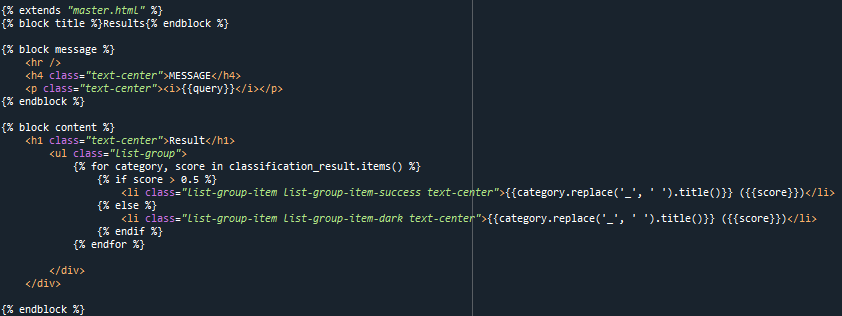 {% extends "master.html" %}
{% block title %}Results{% endblock %}

{% block message %}
    <hr />
    <h4 class="text-center">MESSAGE</h4>
    <p class="text-center"><i>{{query}}</i></p>
{% endblock %}

{% block content %}
    <h1 class="text-center">Result</h1>
        <ul class="list-group">
            {% for category, score in classification_result.items() %}
                {% if score > 0.5 %}
                    <li class="list-group-item list-group-item-success text-center">{{category.replace('_', ' ').title()}} ({{score}})</li>
                {% else %}
                    <li class="list-group-item list-group-item-dark text-center">{{category.replace('_', ' ').title()}} ({{score}})</li>
                {% endif %}
            {% endfor %}

        </div>
    </div>

{% endblock %}